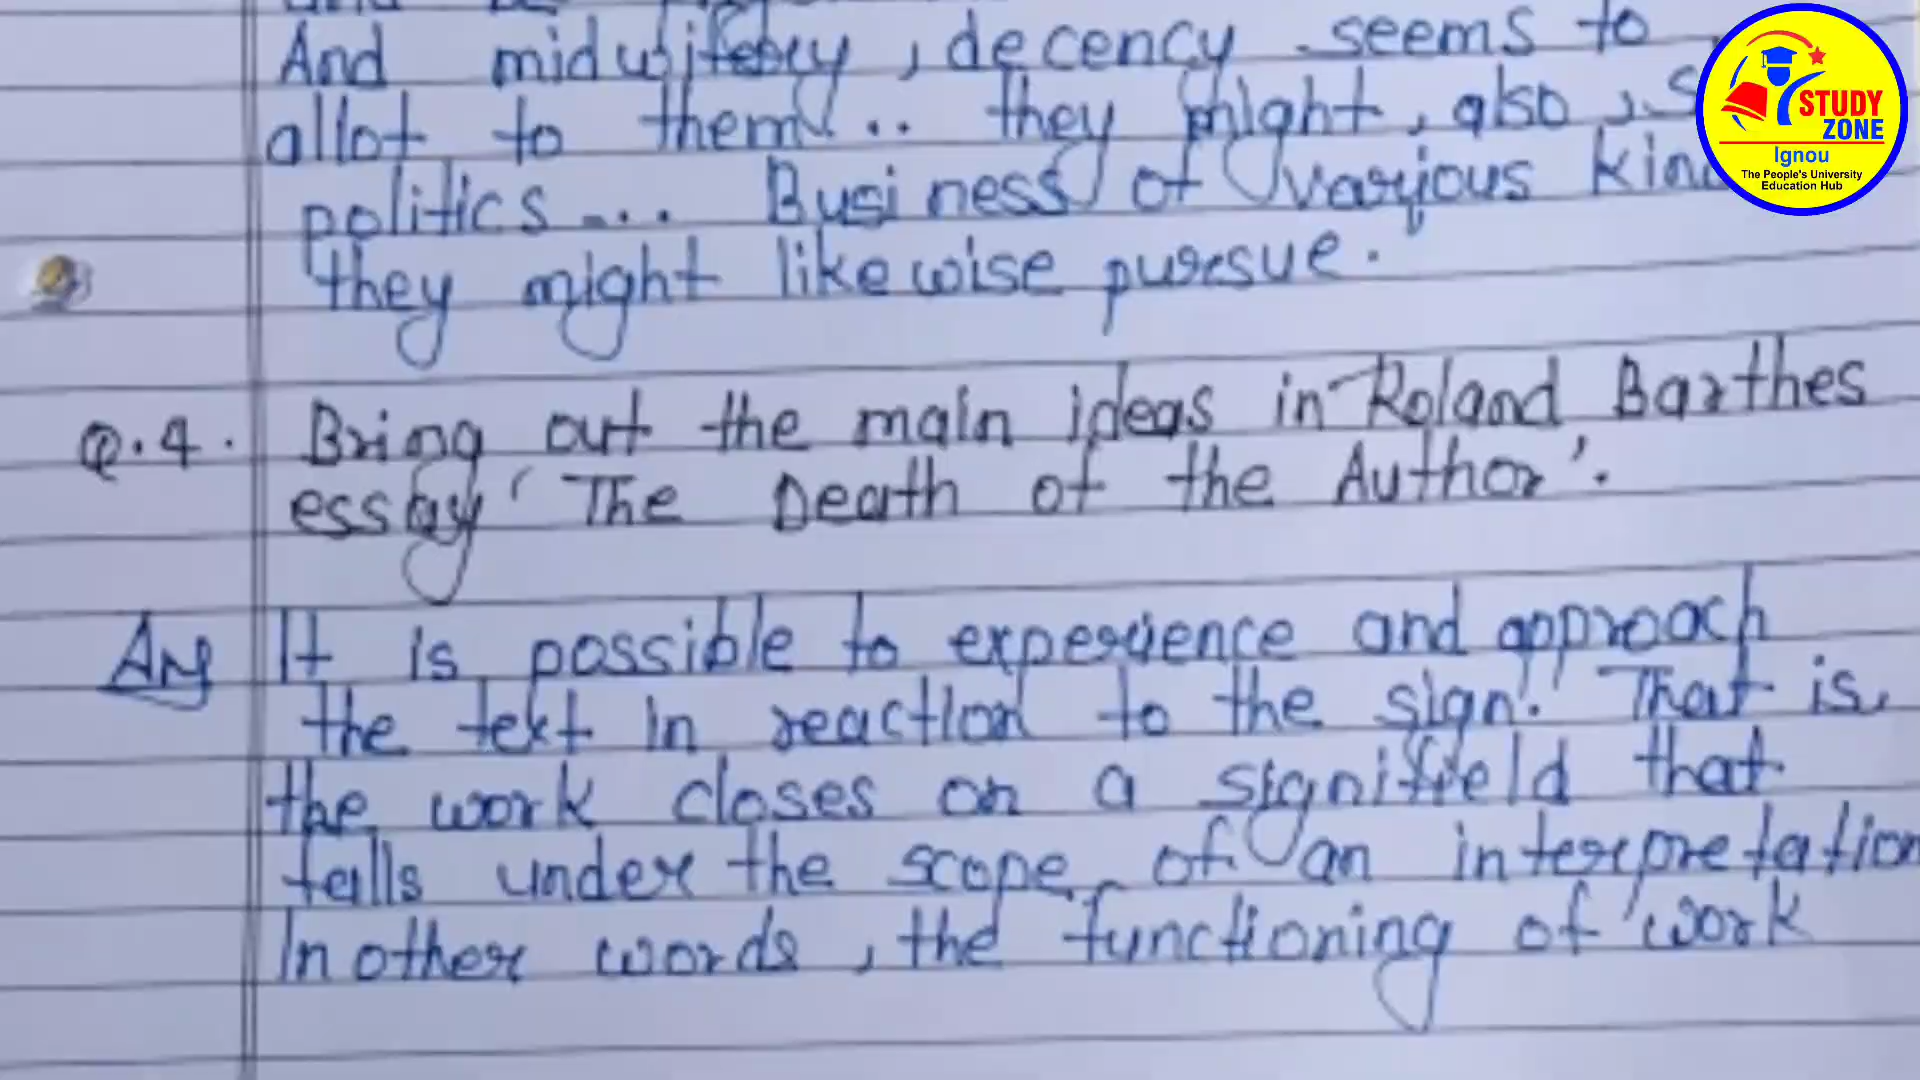 And midwifery, decency seems to
allot to them... they might, also, s
politics.... Business of various kin
they might likewise pursue.
Q.4. Bring out the main ideas in Roland Barthes
essay 'The Death of the Author'.
Ans It is possible to experience and approach
the text in reaction to the sign. That is,
the work closes on a signifield that
falls under the scope of an interpretation
In other words, the functioning of work
STUDY
ZONE
Ignou
The People's University
Education Hub